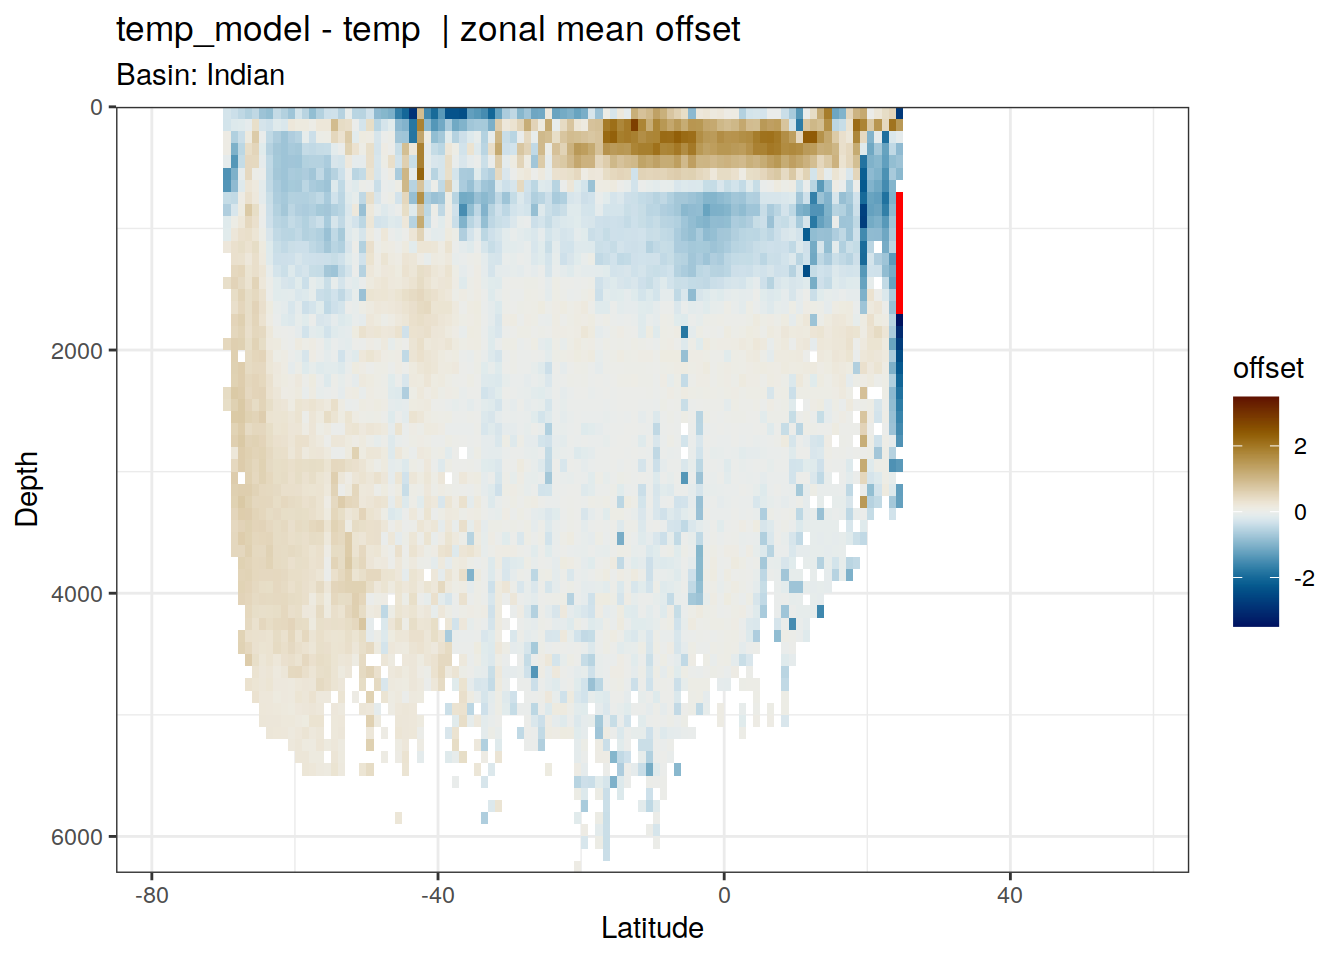 temp_model - temp  | zonal mean offset
Basin: Indian
0
2000
4000
6000
Depth
-80
-40
0
40
Latitude
offset
2
0
-2